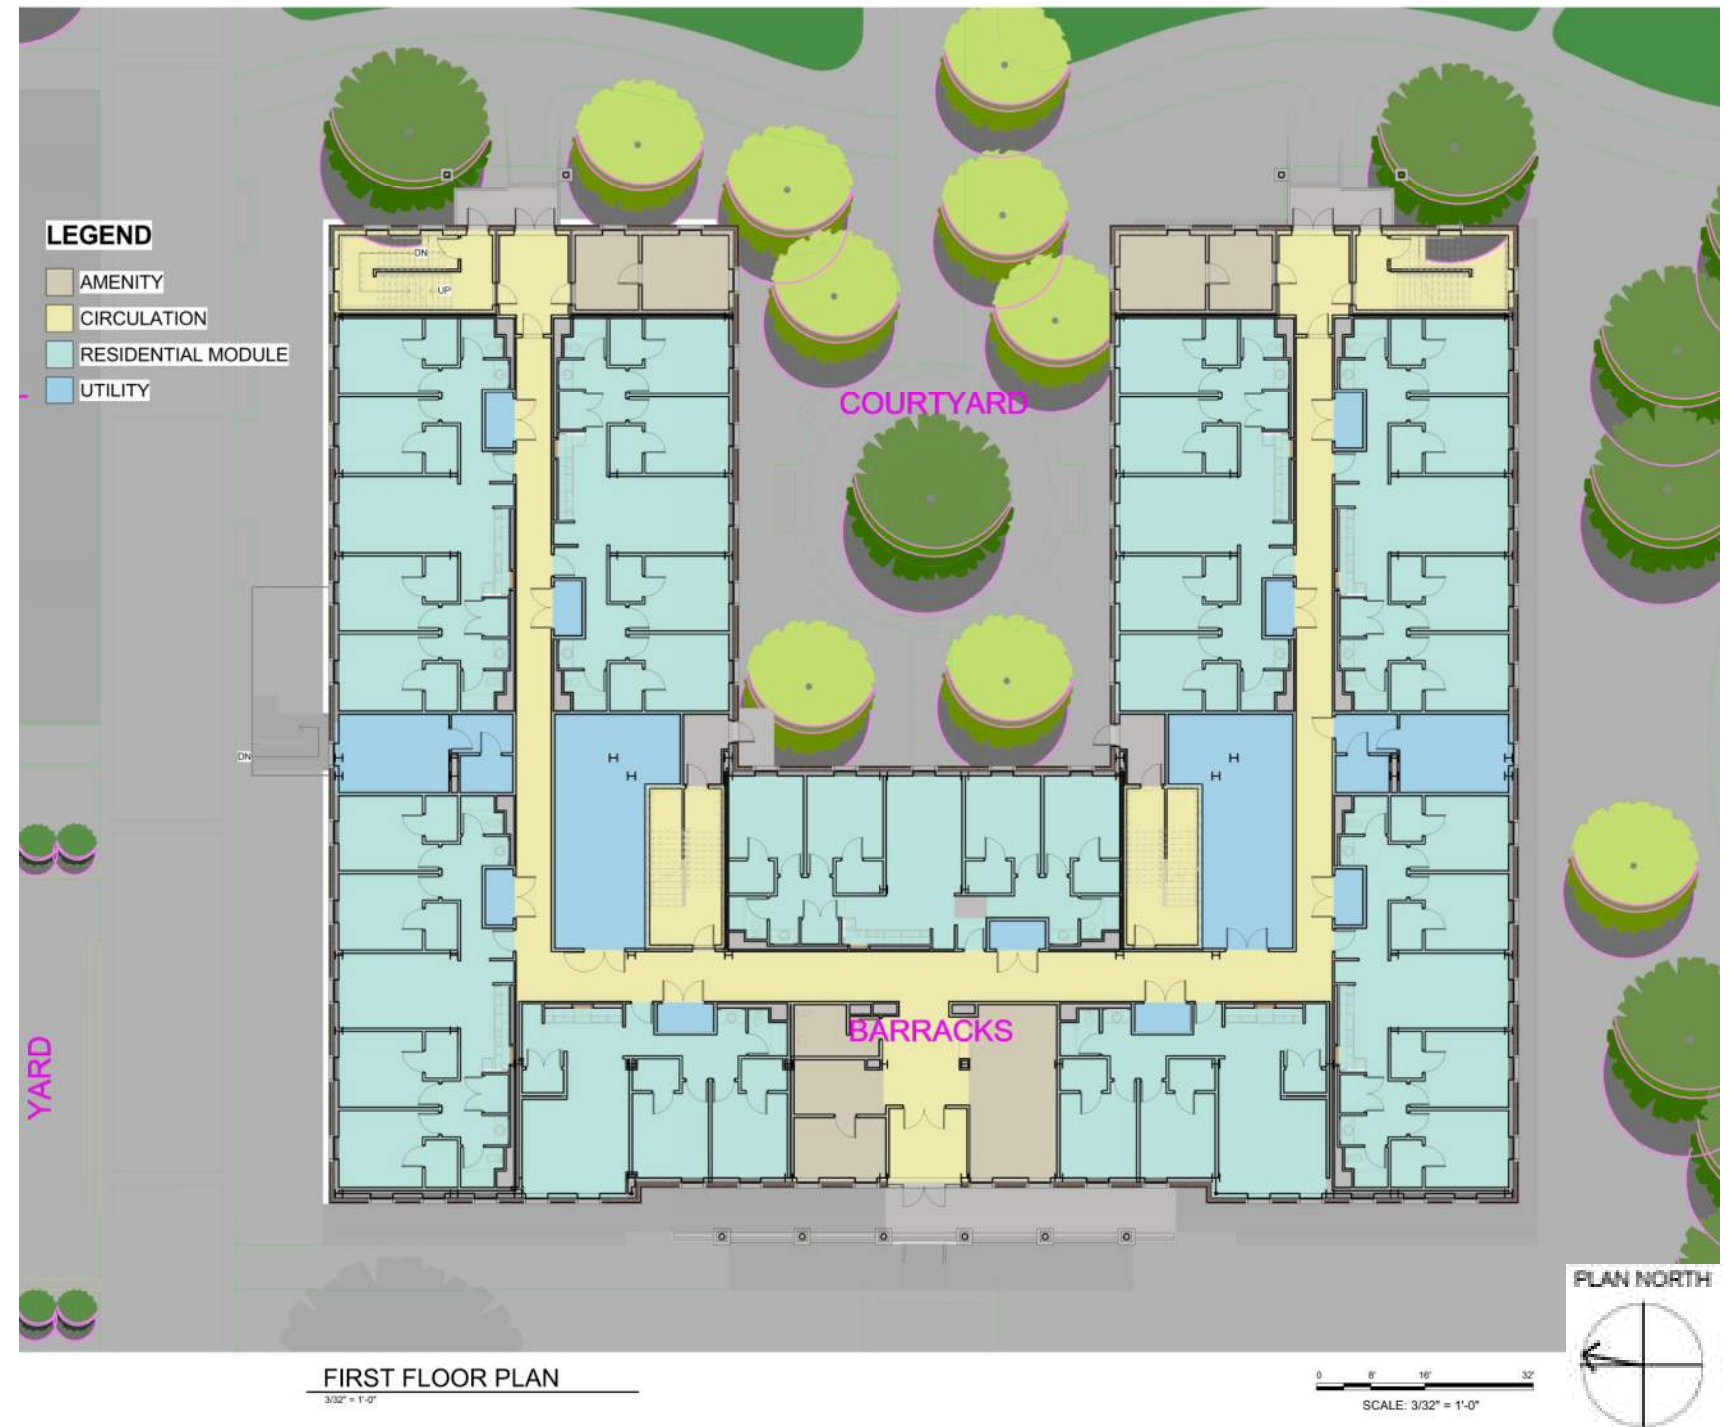 LEGEND
AMENITY
CIRCULATION
RESIDENTIAL MODULE
UTILITY
DN
UP
COURTYARD
DN
BARRACKS
YARD
PLAN NORTH
FIRST FLOOR PLAN
3/32" = 1'-0"
0 8' 16' 32'
SCALE: 3/32" = 1'-0"